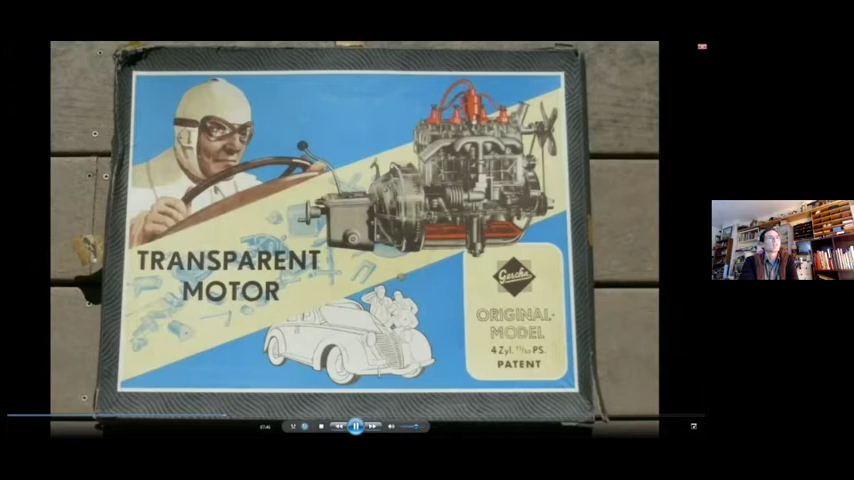 TRANSPARENT
MOTOR
Gescha
ORIGINAL-
MODEL
4 Zyl. PS.
PATENT